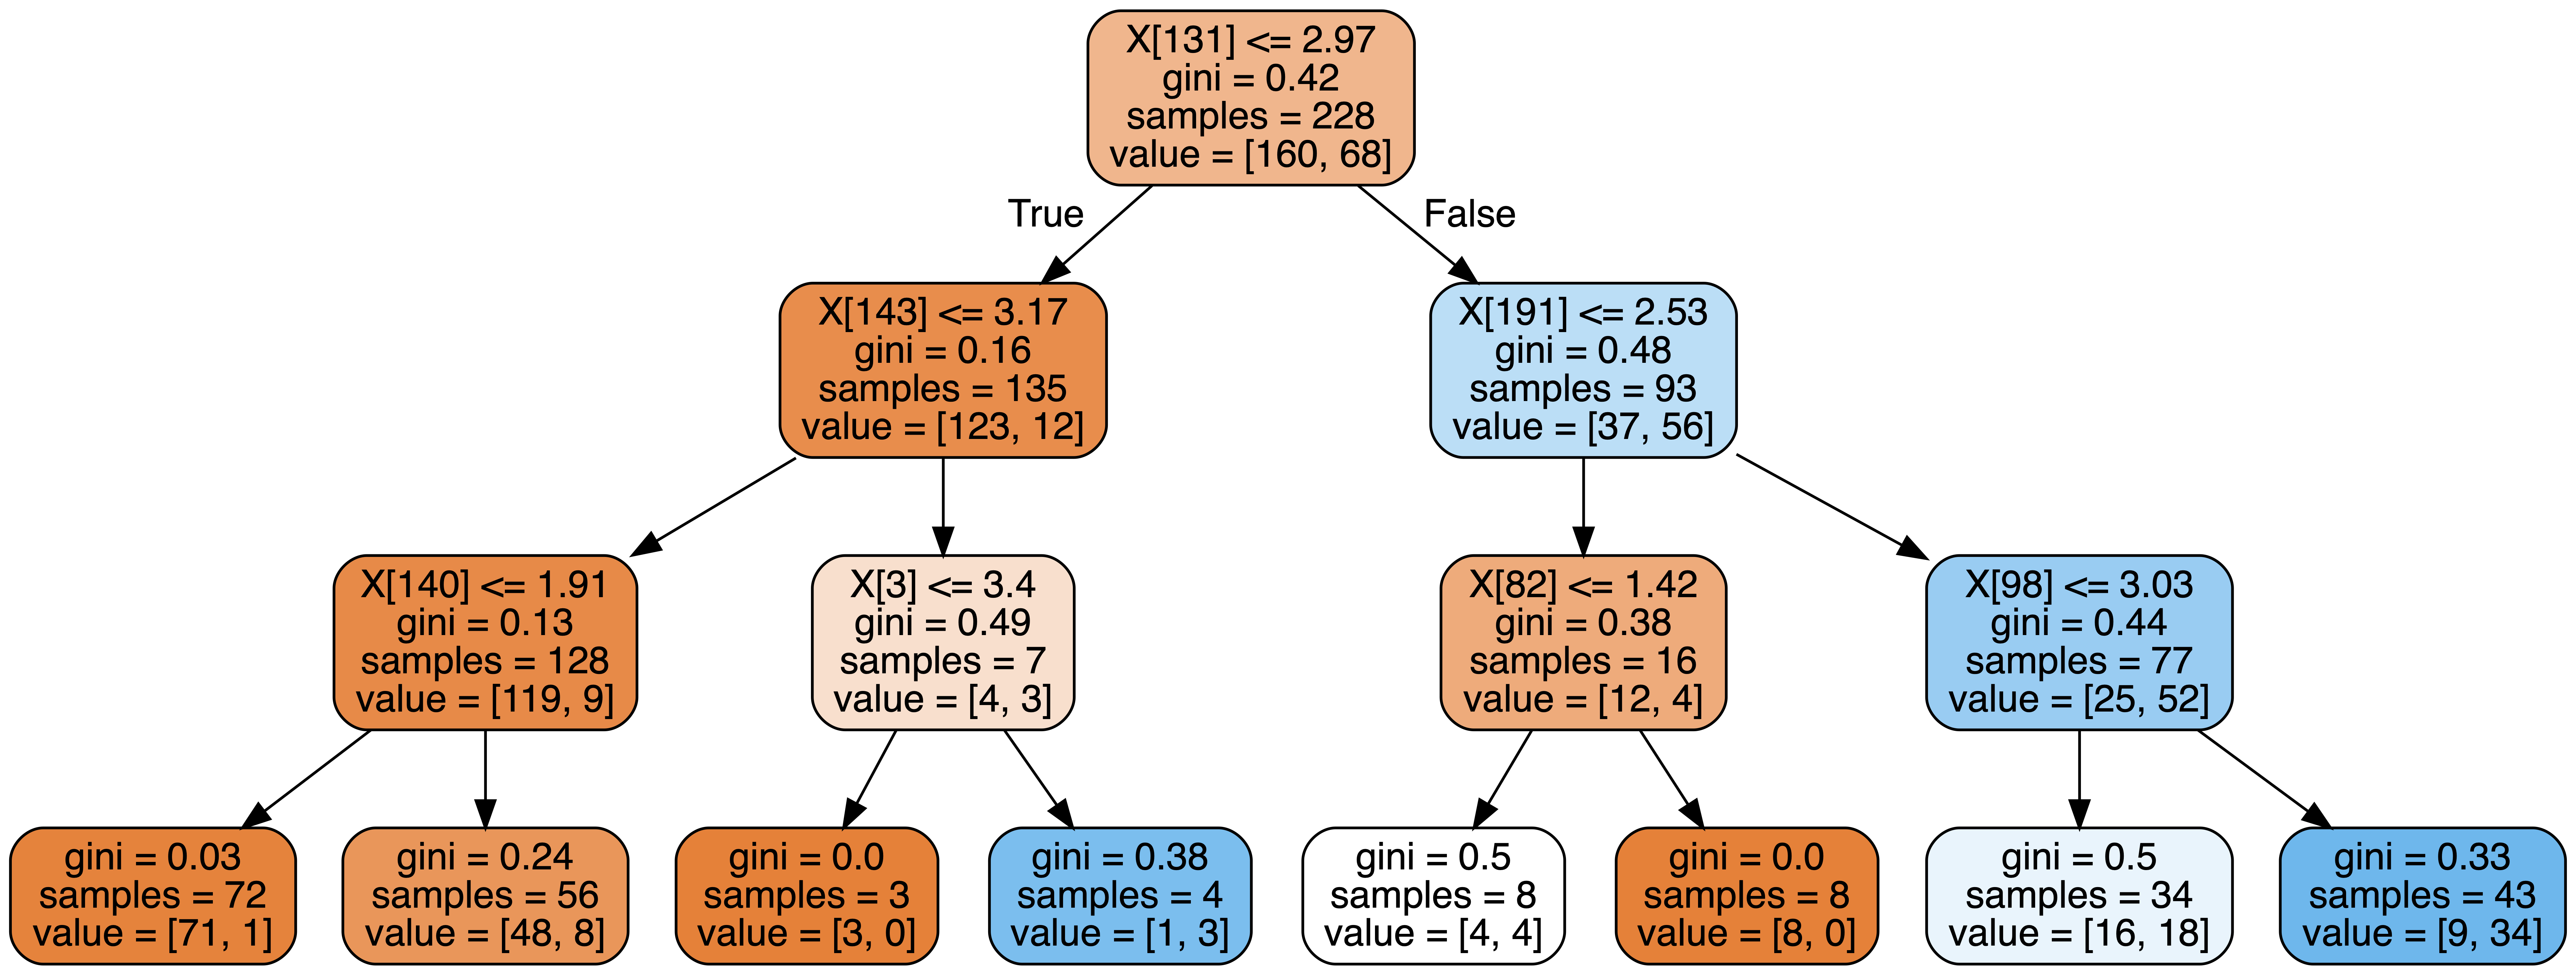 X[131] <= 2.97
gini = 0.42
samples = 228
value = [160, 68]
True
False
X[143] <= 3.17
gini = 0.16
samples = 135
value = [123, 12]
X[191] <= 2.53
gini = 0.48
samples = 93
value = [37, 56]
X[140] <= 1.91
gini = 0.13
samples = 128
value = [119, 9]
X[3] <= 3.4
gini = 0.49
samples = 7
value = [4, 3]
X[82] <= 1.42
gini = 0.38
samples = 16
value = [12, 4]
X[98] <= 3.03
gini = 0.44
samples = 77
value = [25, 52]
gini = 0.03
samples = 72
value = [71, 1]
gini = 0.24
samples = 56
value = [48, 8]
gini = 0.0
samples = 3
value = [3, 0]
gini = 0.38
samples = 4
value = [1, 3]
gini = 0.5
samples = 8
value = [4, 4]
gini = 0.0
samples = 8
value = [8, 0]
gini = 0.5
samples = 34
value = [16, 18]
gini = 0.33
samples = 43
value = [9, 34]